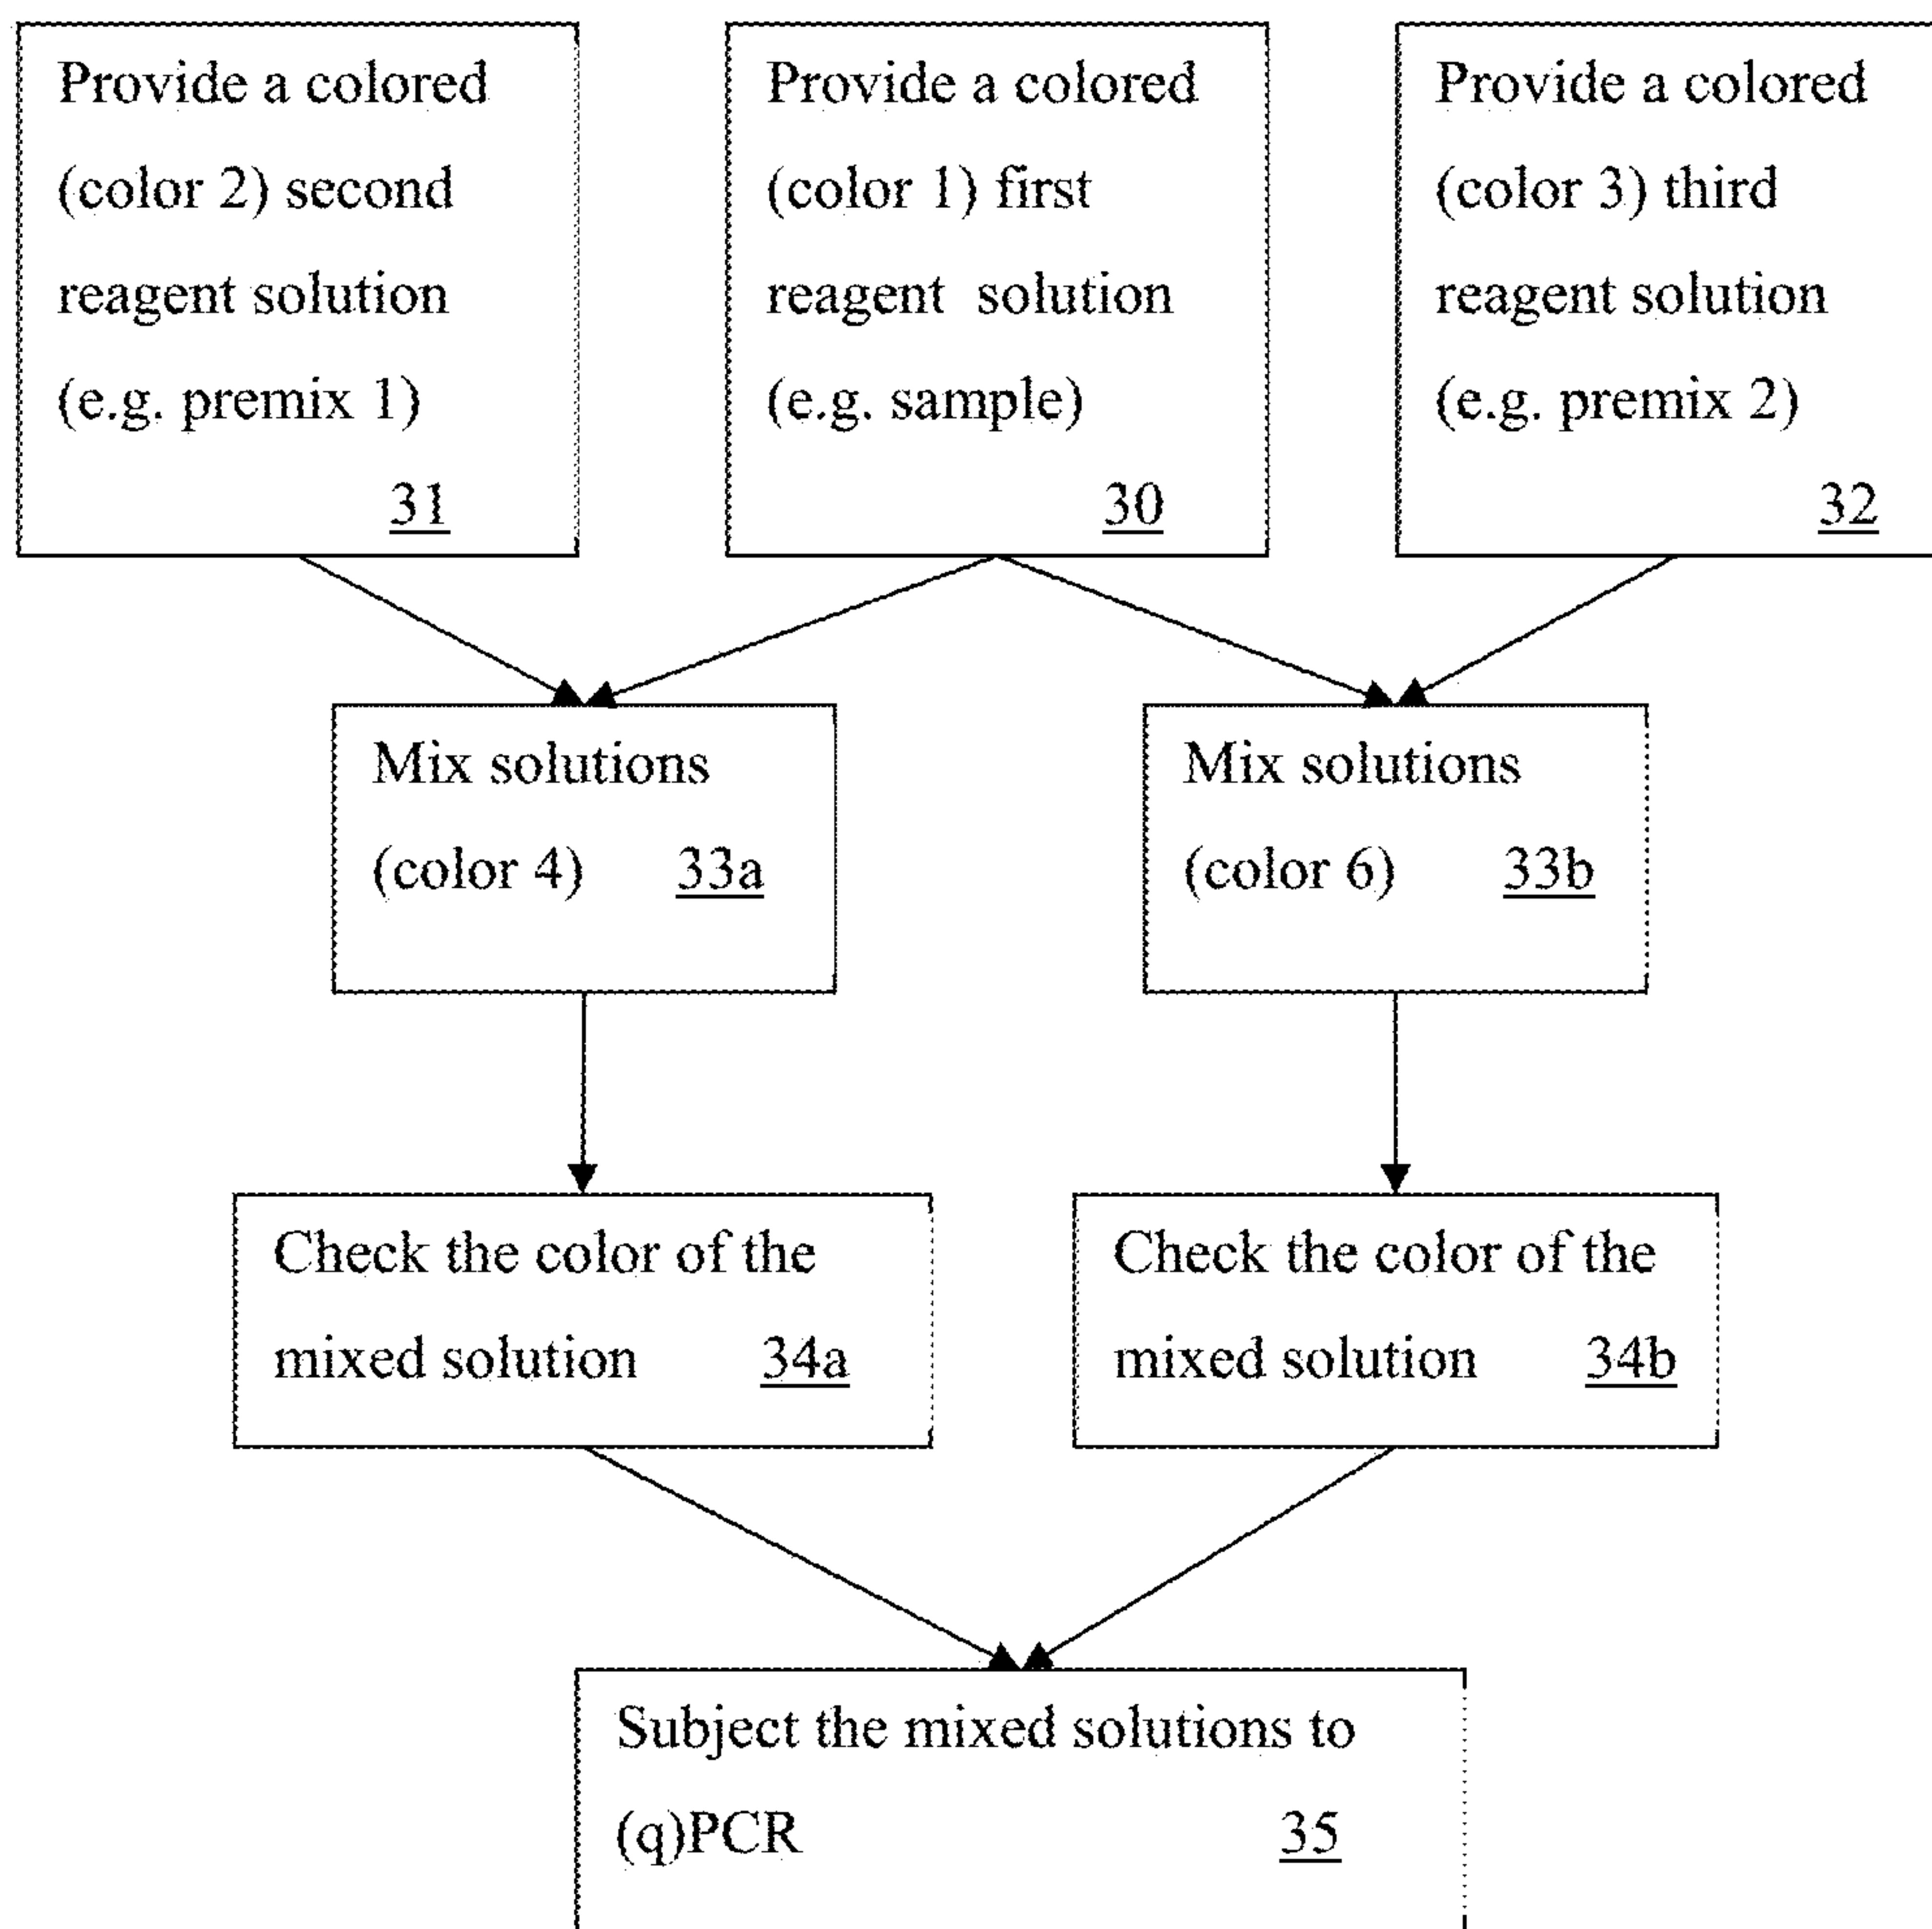 Provide a colored
(color 2) second
reagent solution
(e.g. premix 1)
31
Provide a colored
(color 1) first
reagent solution
(e.g. sample)
30
Provide a colored
(color 3) third
reagent solution
(e.g. premix 2)
32
Mix solutions
(color 4) 33a
Mix solutions
(color 6) 33b
Check the color of the
mixed solution 34a
Check the color of the
mixed solution 34b
Subject the mixed solutions to
(q)PCR 35